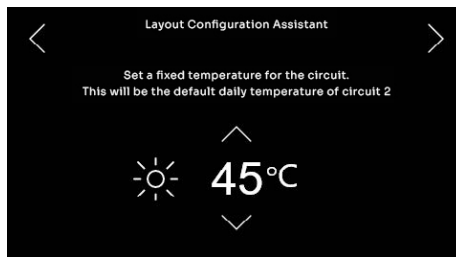 Layout Configuration Assistant
Set a fixed temperature for the circuit.
This will be the default daily temperature of circuit 2
45°C